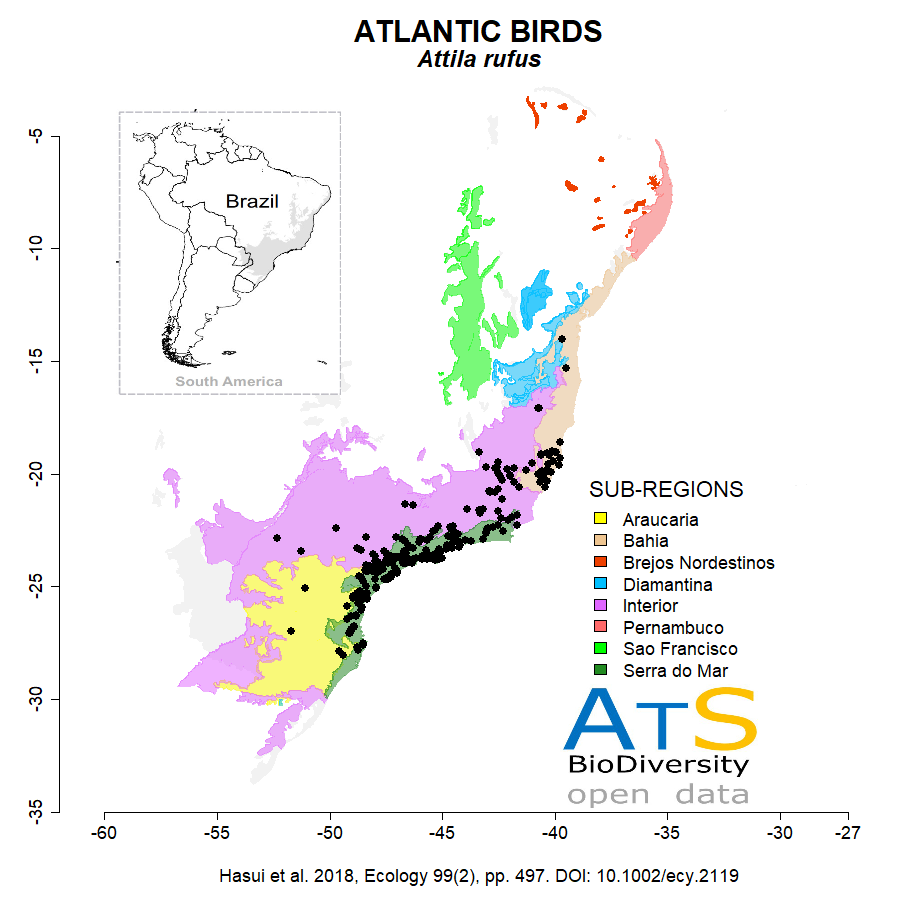 ATLANTIC BIRDS
Attila rufus
Brazil
South America
-5
-10
-15
-20
-25
-30
-35
SUB-REGIONS
Araucaria
Bahia
Brejos Nordestinos
Diamantina
Interior
Pernambuco
Sao Francisco
Serra do Mar
ATS
BioDiversity
open data
-60
-55
-50
-45
-40
-35
-30
-27
Hasui et al. 2018, Ecology 99(2), pp. 497. DOI: 10.1002/ecy.2119